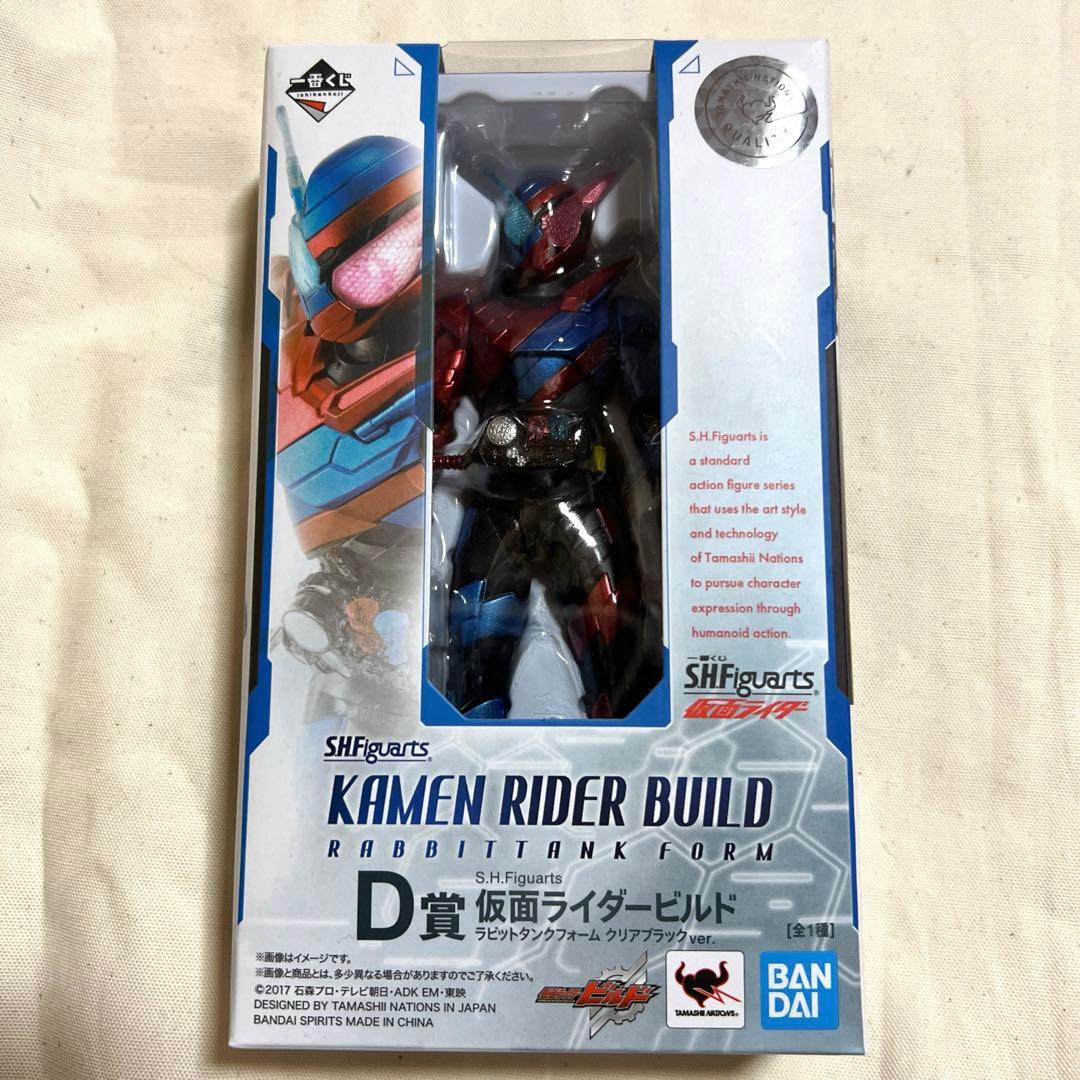 一番くじ
ichibankuji
TAMASHII NATIONS
QUALITY
S.H.Figuarts is
a standard
action figure series
that uses the art style
and technology
of Tamashii Nations
to pursue character
expression through
humanoid action.
一番くじ
S.H.Figuarts®
仮面ライダー
S.H.Figuarts®
KAMEN RIDER BUILD
RABBITTANK FORM
S.H.Figuarts
D賞 仮面ライダービルド
ラビットタンクフォーム クリアブラックver.
[全1種]
※画像はイメージです。
※画像と商品とは、多少異なる場合がありますのでご了承ください。
©2017 石森プロ・テレビ朝日・ADK EM・東映
DESIGNED BY TAMASHII NATIONS IN JAPAN
BANDAI SPIRITS MADE IN CHINA
仮面ライダー
ビルド
TAMASHII NATIONS®
BAN
DAI